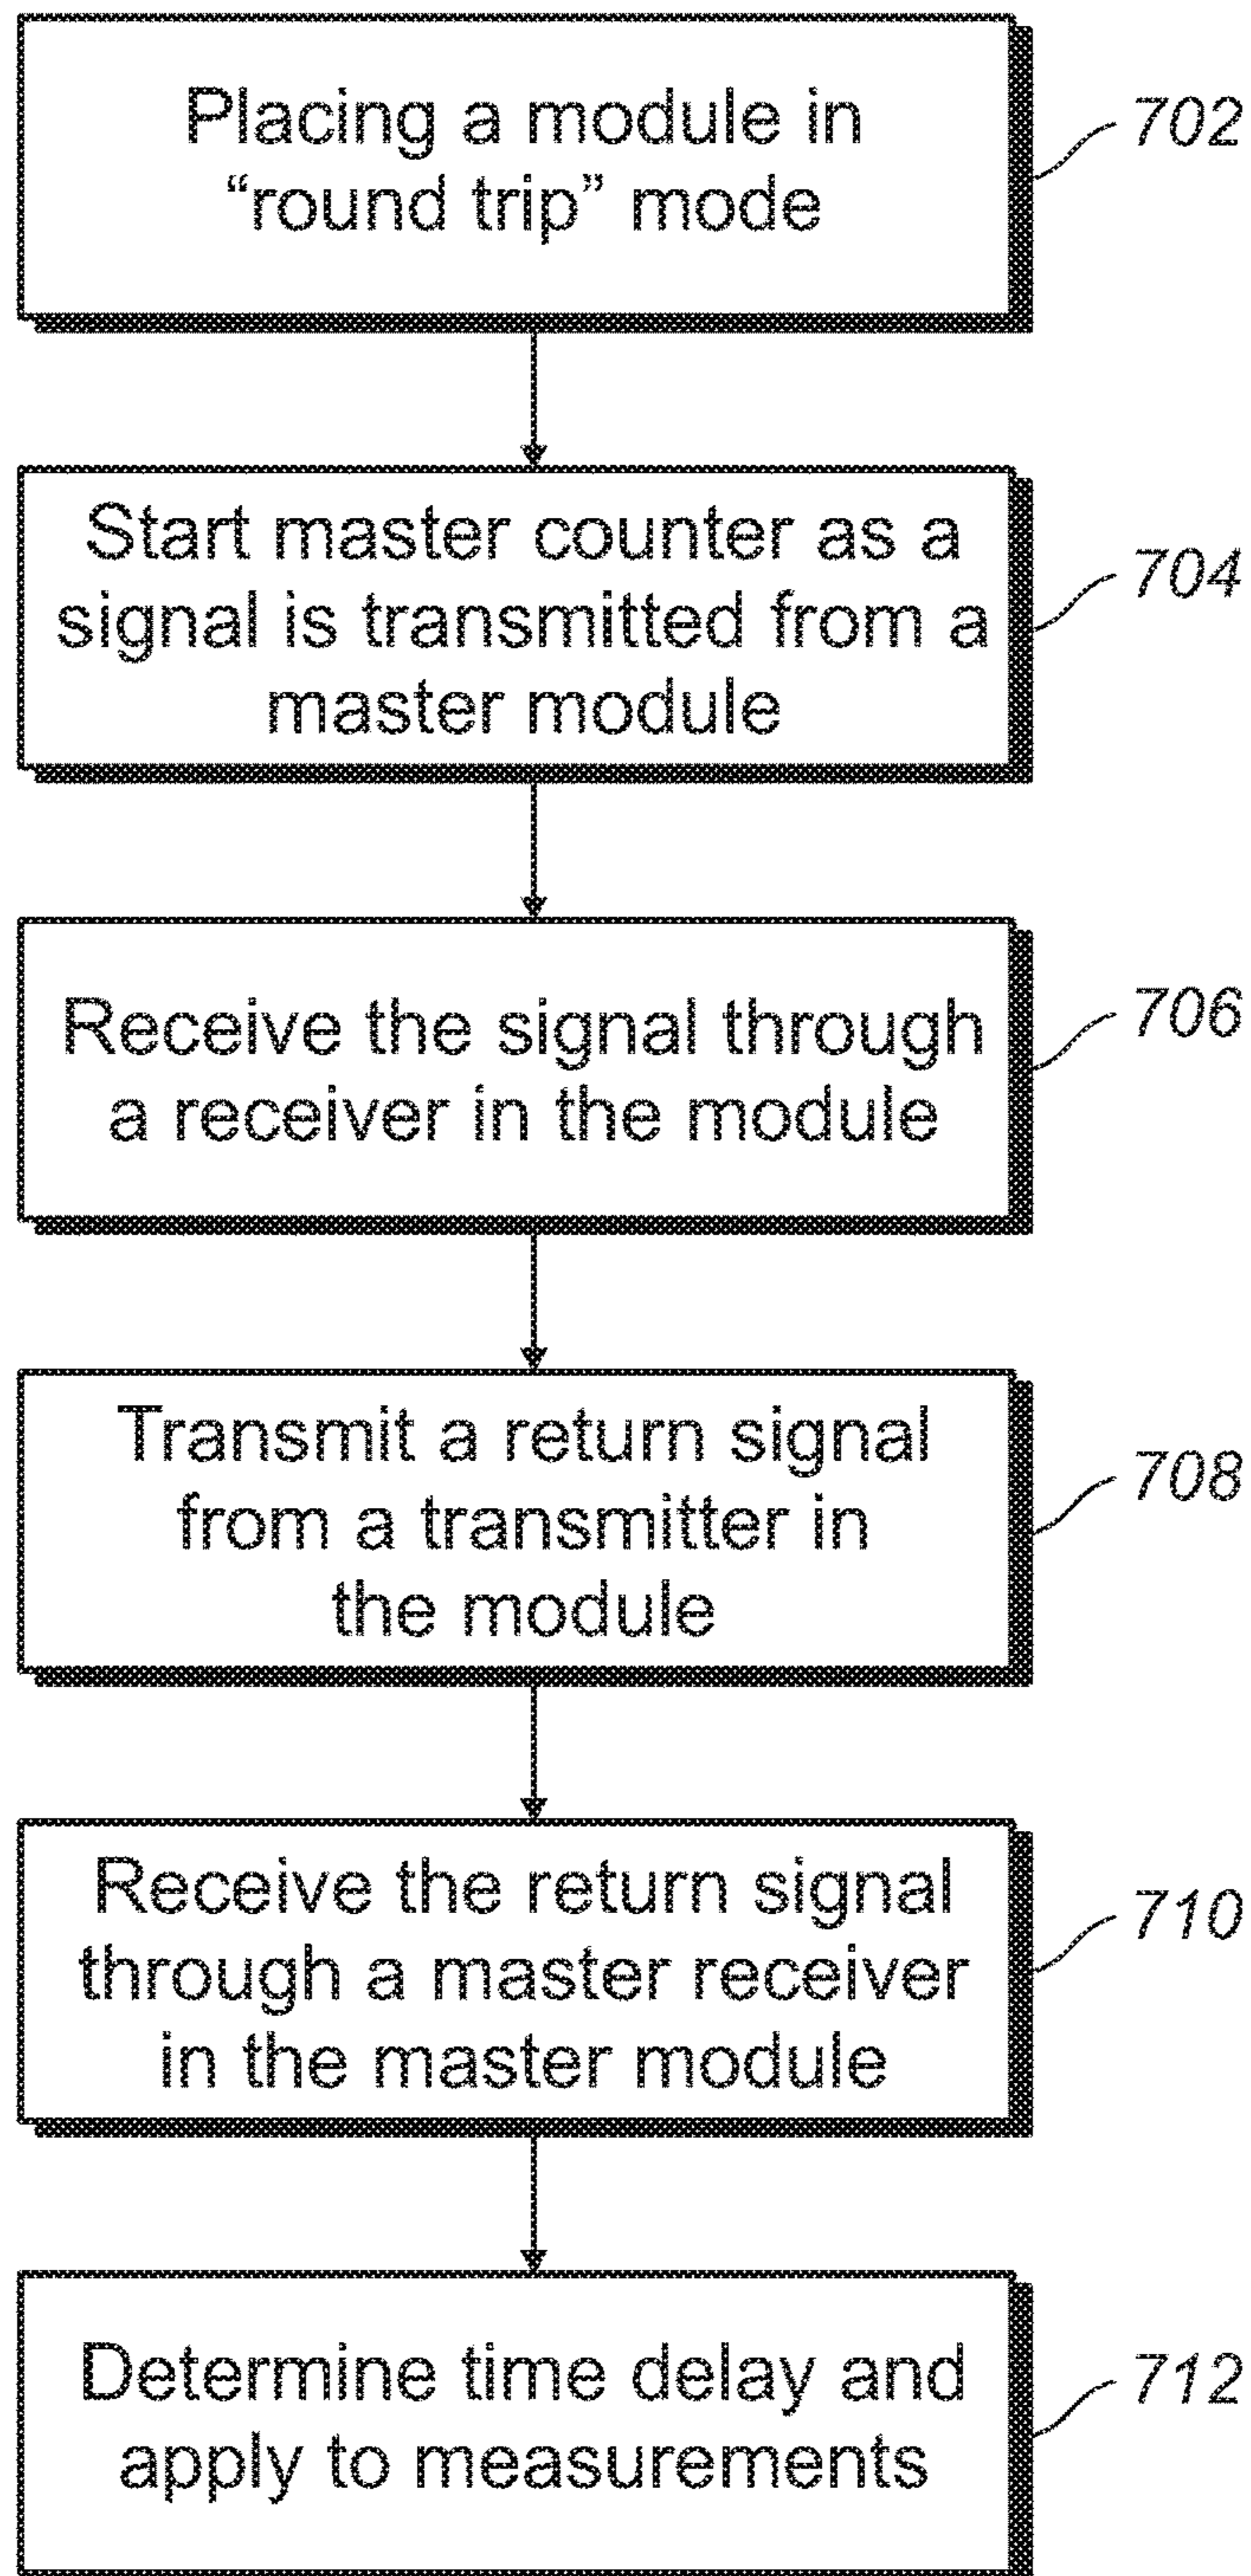 Placing a module in
“round trip” mode
702
Start master counter as a
signal is transmitted from a
master module
704
Receive the signal through
a receiver in the module
706
Transmit a return signal
from a transmitter in
the module
708
Receive the return signal
through a master receiver
in the master module
710
Determine time delay and
apply to measurements
712